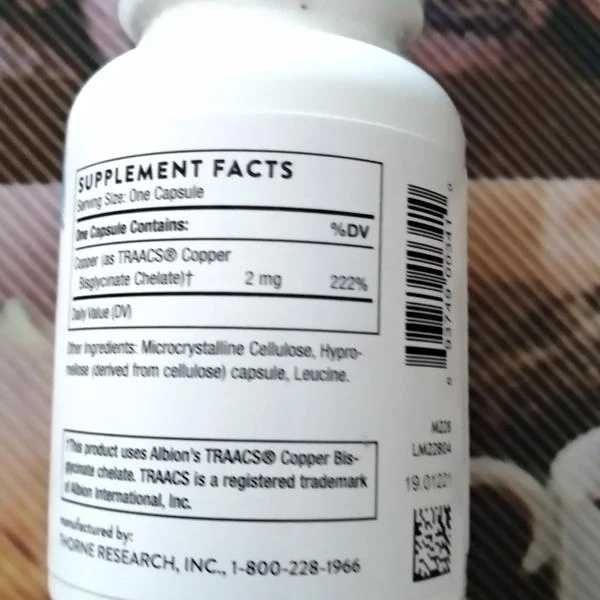 SUPPLEMENT FACTS
Serving Size: One Capsule
One Capsule Contains: %DV
Copper (as TRAACS® Copper
Bisglycinate Chelate)† 2 mg 222%
Daily Value (DV)
Other Ingredients: Microcrystalline Cellulose, Hypro-
mellose (derived from cellulose) capsule, Leucine.
†This product uses Albion's TRAACS® Copper Bis-
glycinate chelate. TRAACS is a registered trademark
of Albion International, Inc.
manufactured by:
THORNE RESEARCH, INC., 1-800-228-1966
M228
LM22804